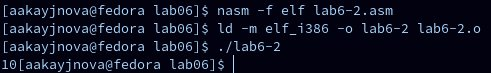 [aakayjnova@fedora lab06]$ nasm -f elf lab6-2.asm
[aakayjnova@fedora lab06]$ ld -m elf_i386 -o lab6-2 lab6-2.o
[aakayjnova@fedora lab06]$ ./lab6-2
10[aakayjnova@fedora lab06]$